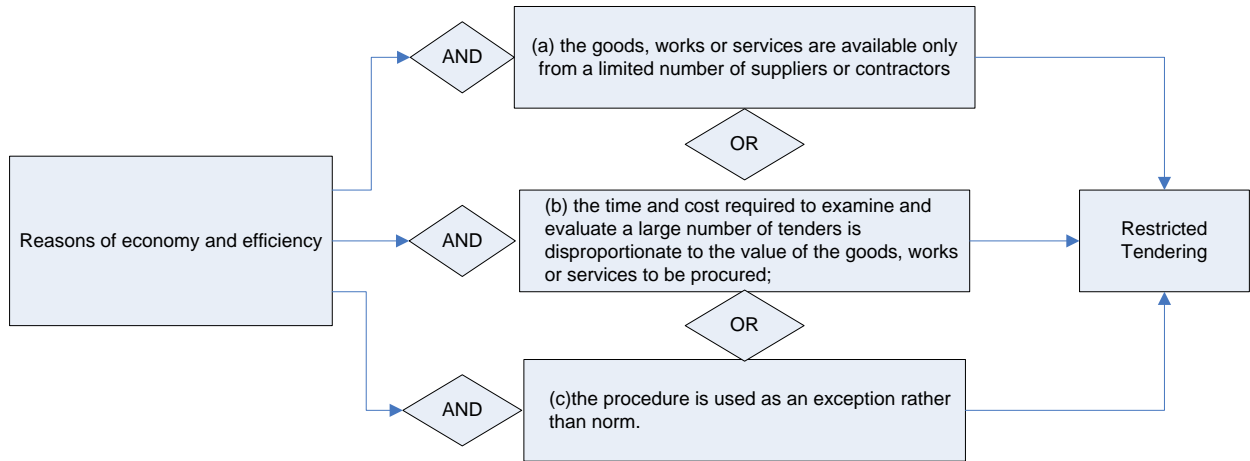 AND
(a) the goods, works or services are available only
from a limited number of suppliers or contractors
OR
Reasons of economy and efficiency
AND
(b) the time and cost required to examine and
evaluate a large number of tenders is
disproportionate to the value of the goods, works
or services to be procured;
Restricted
Tendering
OR
AND
(c)the procedure is used as an exception rather
than norm.